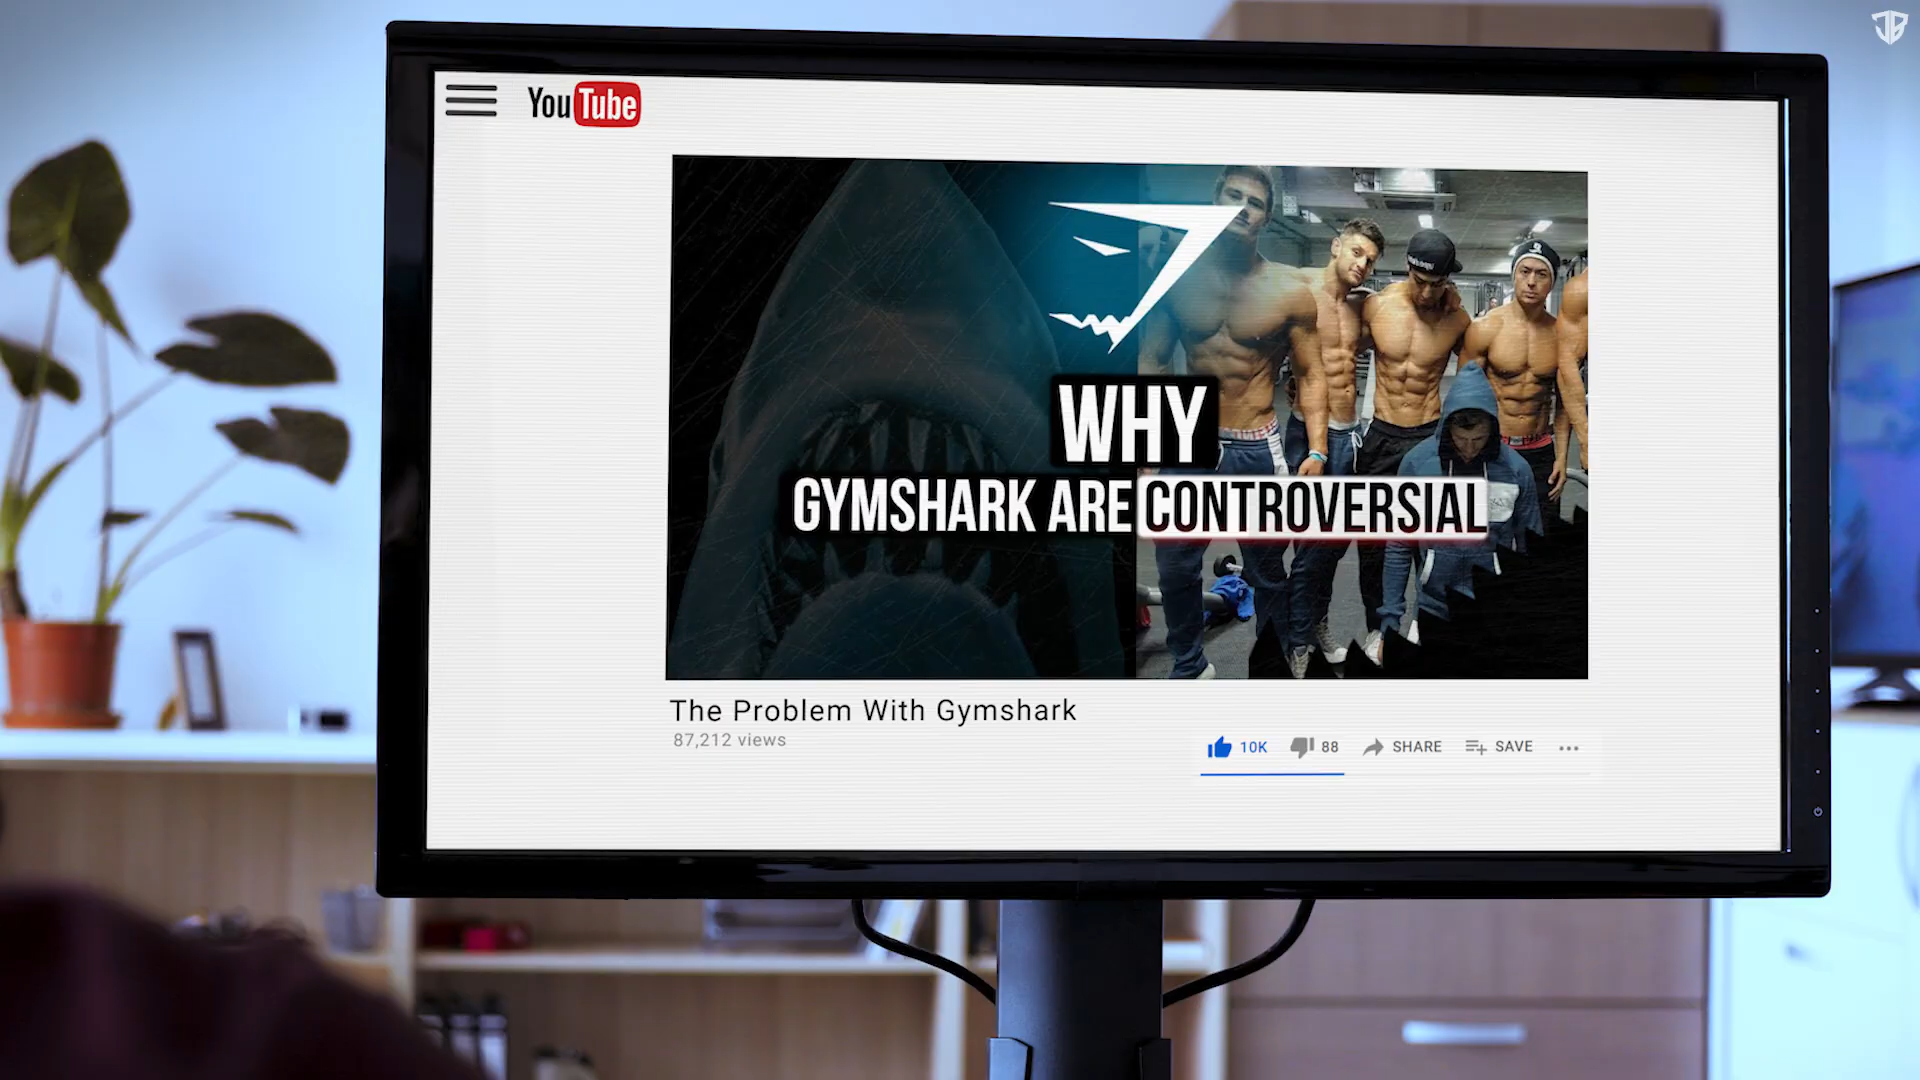 YouTube
WHY
GYMSHARK ARE CONTROVERSIAL
The Problem With Gymshark
87,212 views
10K
88
SHARE
SAVE